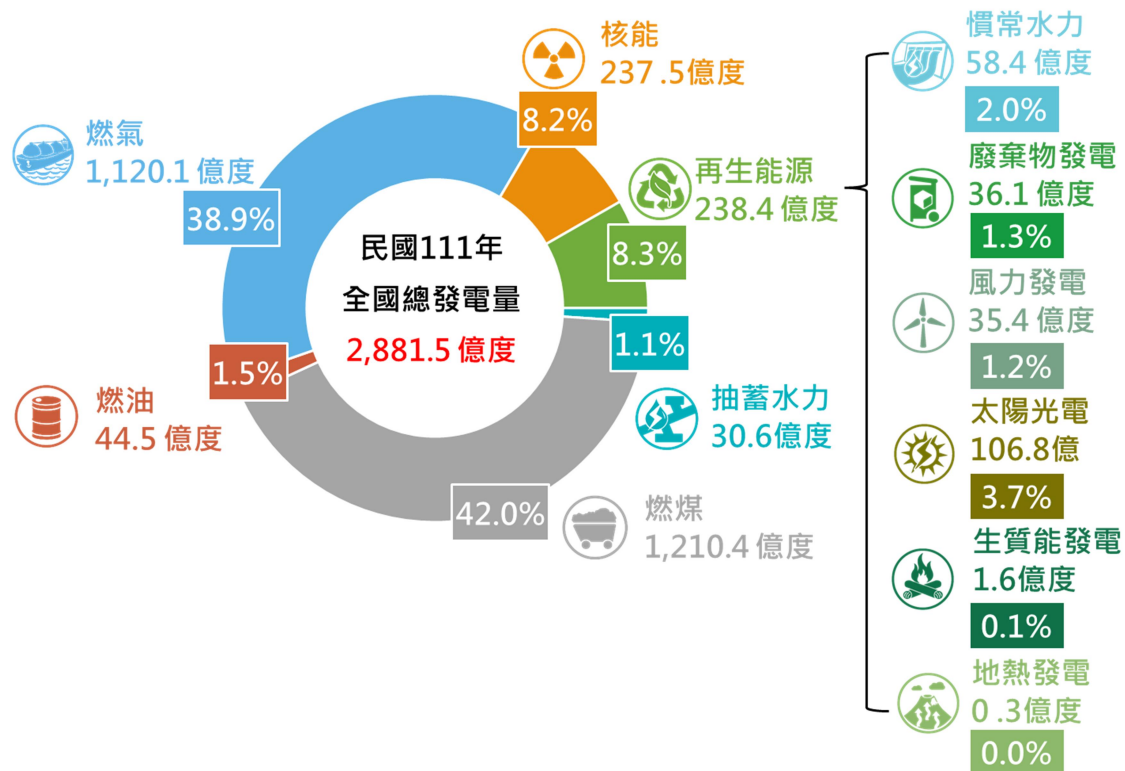 核能
237 .5億度
8.2%
燃氣
1,120.1 億度
38.9%
再生能源
238.4 億度
8.3%
民國111年
全國總發電量
2,881.5 億度
1.1%
抽蓄水力
30.6億度
1.5%
燃油
44.5 億度
42.0%
燃煤
1,210.4 億度
慣常水力
58.4 億度
2.0%
廢棄物發電
36.1 億度
1.3%
風力發電
35.4 億度
1.2%
太陽光電
106.8億
3.7%
生質能發電
1.6億度
0.1%
地熱發電
0 .3億度
0.0%